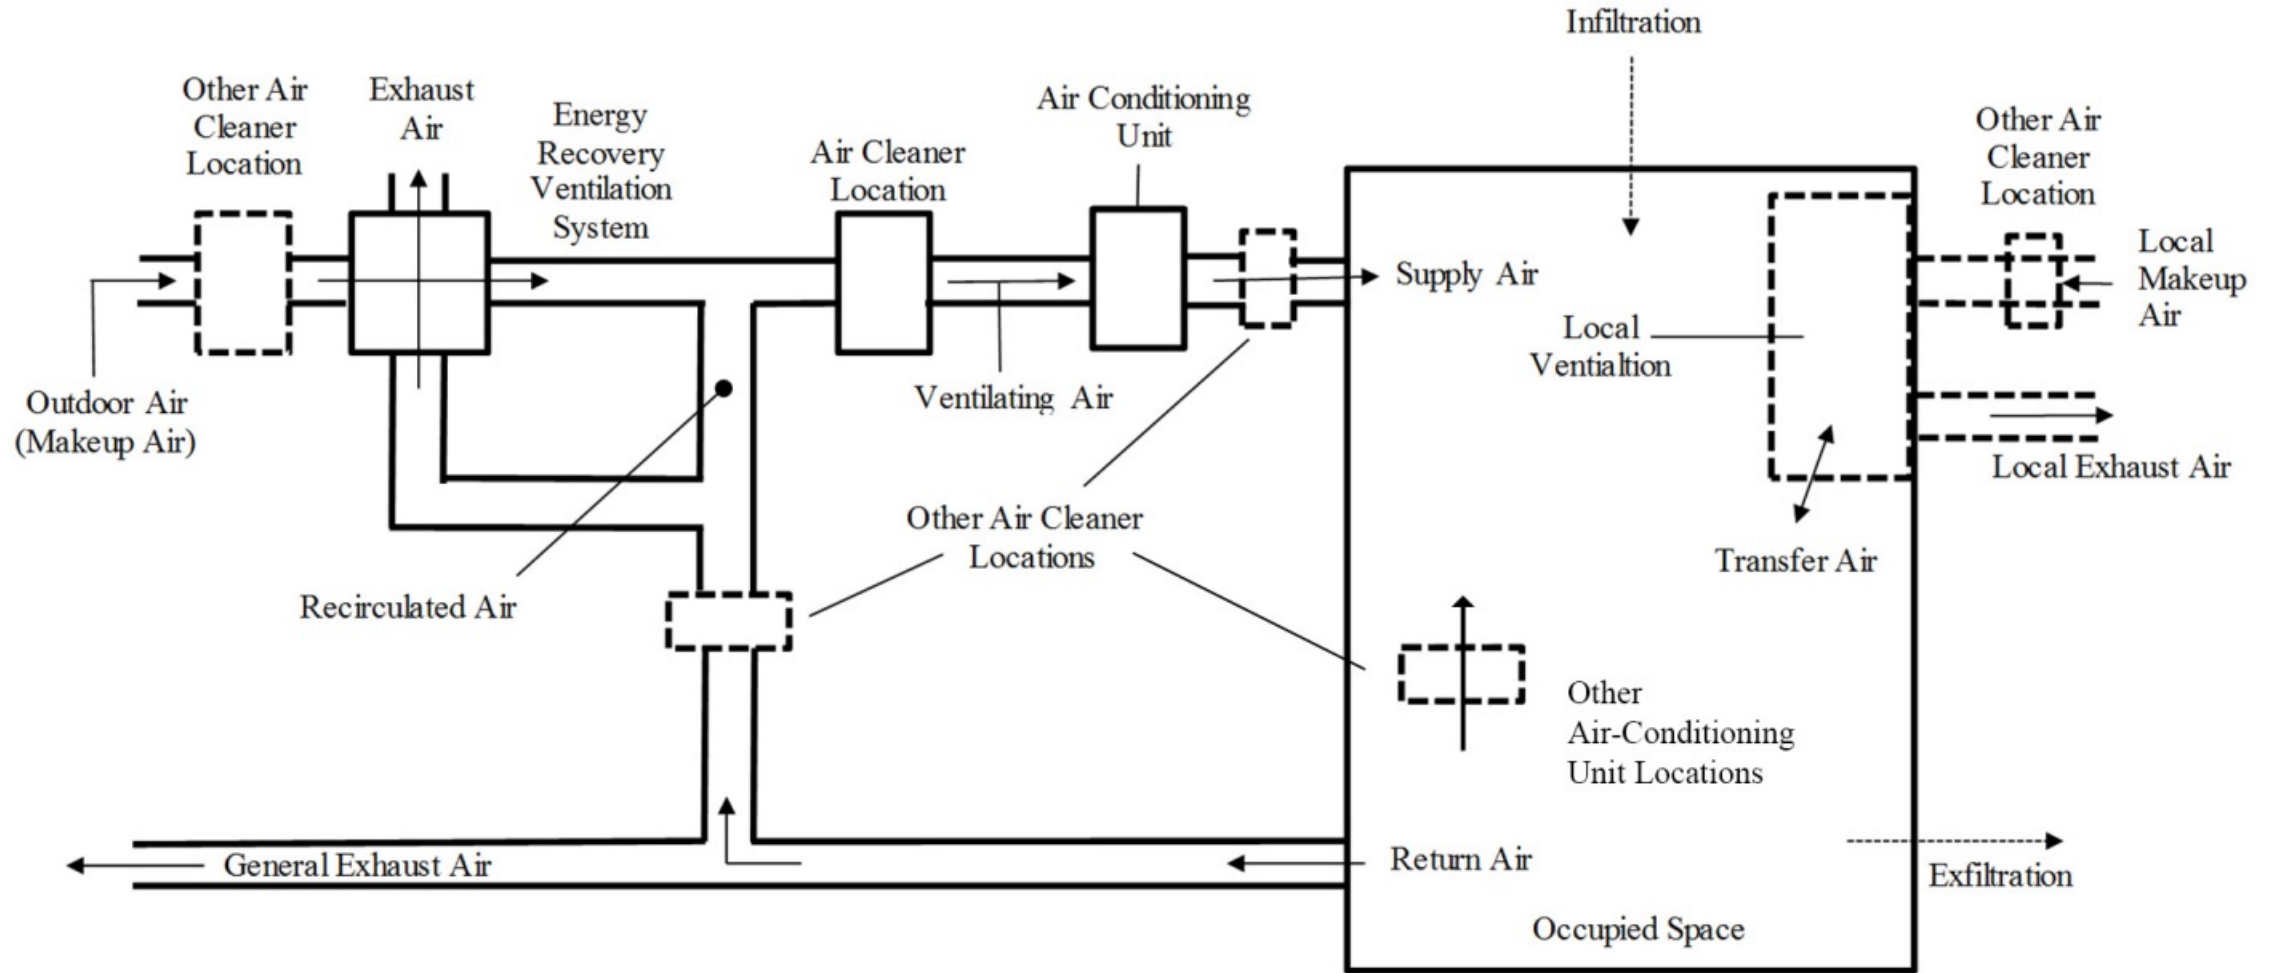 Infiltration
Other Air
Cleaner
Location
Exhaust
Air
Energy
Recovery
Ventilation
System
Air Cleaner
Location
Air Conditioning
Unit
Other Air
Cleaner
Location
Local
Makeup
Air
Supply Air
Local
Ventialtion
Outdoor Air
(Makeup Air)
Ventilating Air
Local Exhaust Air
Other Air Cleaner
Locations
Transfer Air
Recirculated Air
Other
Air-Conditioning
Unit Locations
General Exhaust Air
Return Air
Exfiltration
Occupied Space